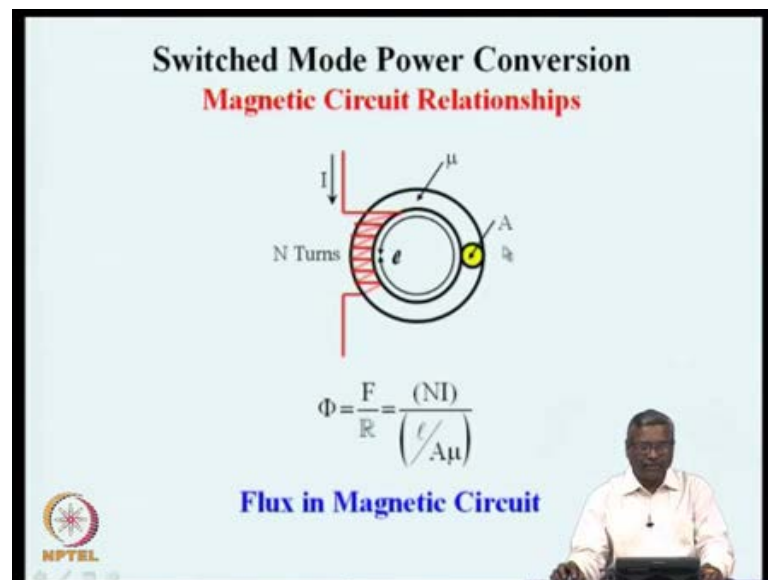 Switched Mode Power Conversion
Magnetic Circuit Relationships
I
μ
A
N Turns
ℓ
Φ = F/ℝ = (NI)/(ℓ/Aμ)
Flux in Magnetic Circuit
NPTEL